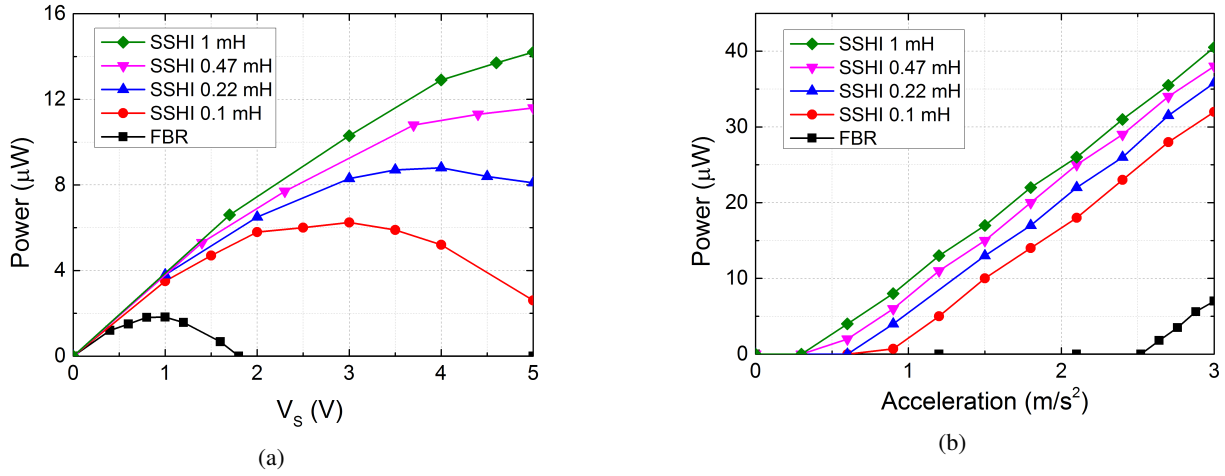 16
12
8
4
0
Power (μW)
SSHI 1 mH
SSHI 0.47 mH
SSHI 0.22 mH
SSHI 0.1 mH
FBR
0 1 2 3 4 5
V_S (V)
(a)
40
30
20
10
0
Power (μW)
SSHI 1 mH
SSHI 0.47 mH
SSHI 0.22 mH
SSHI 0.1 mH
FBR
0 1 2 3
Acceleration (m/s²)
(b)